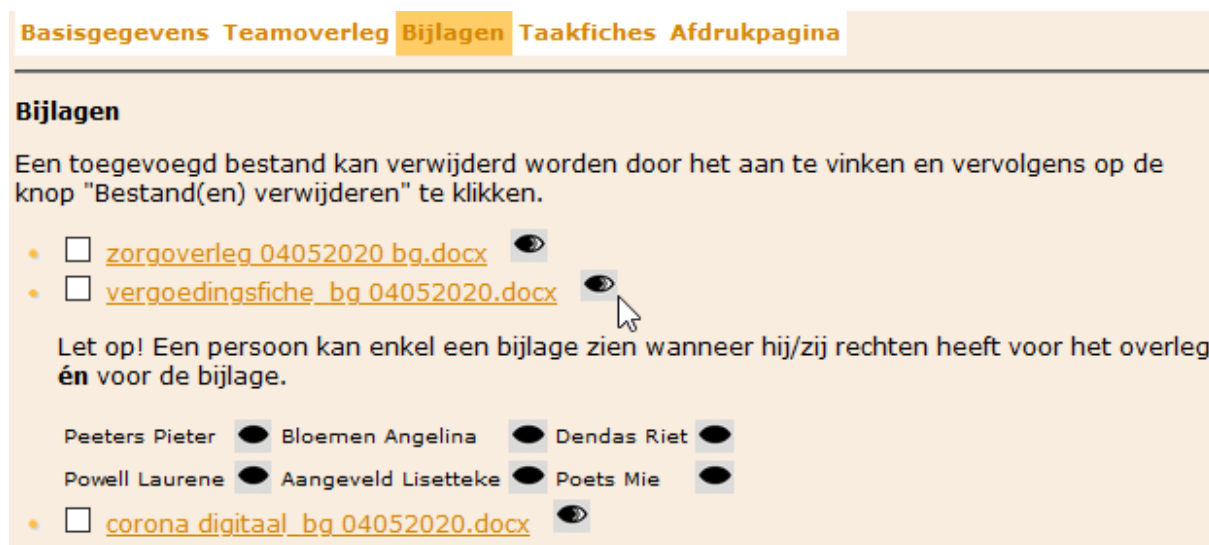 Basisgegevens Teamoverleg Bijlagen Taakfiches Afdrukpagina
Bijlagen
Een toegevoegd bestand kan verwijderd worden door het aan te vinken en vervolgens op de
knop "Bestand(en) verwijderen" te klikken.
zorgoverleg 04052020 bg.docx
vergoedingsfiche_bg 04052020.docx
Let op! Een persoon kan enkel een bijlage zien wanneer hij/zij rechten heeft voor het overleg
én voor de bijlage.
Peeters Pieter Bloemen Angelina Dendas Riet
Powell Laurene Aangeveld Lisetteke Poets Mie
corona digitaal_bg 04052020.docx